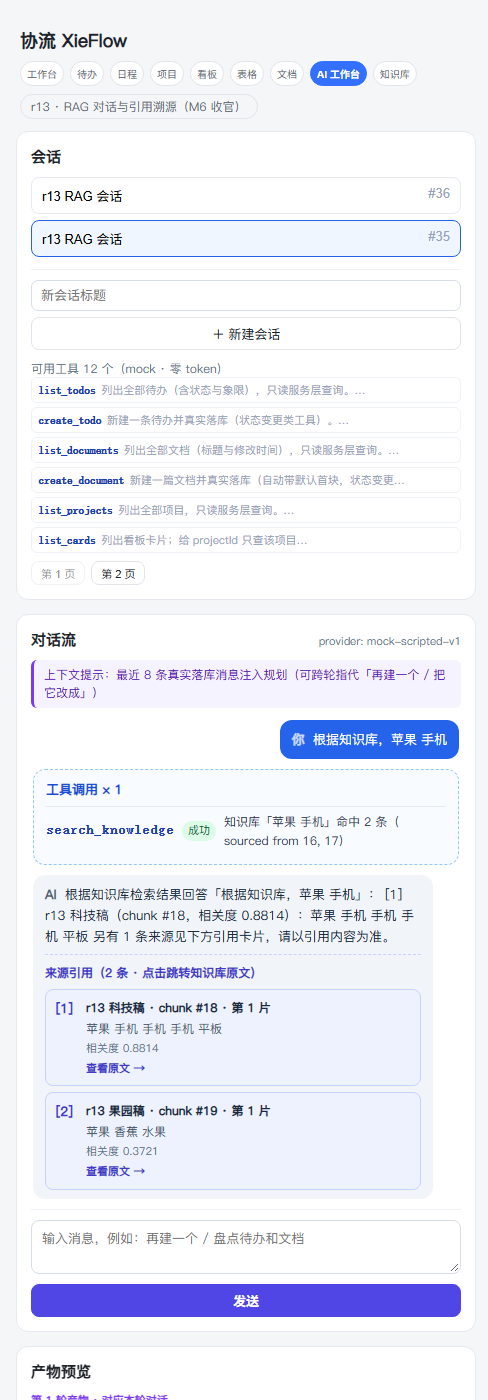 协流 XieFlow
工作台 待办 日程 项目 看板 表格 文档 AI 工作台 知识库
r13 · RAG 对话与引用溯源（M6 收官）
会话
r13 RAG 会话 #36
r13 RAG 会话 #35
新会话标题
＋ 新建会话
可用工具 12 个（mock · 零 token）
list_todos 列出全部待办（含状态与象限），只读服务层查询。…
create_todo 新建一条待办并真实落库（状态变更类工具）。…
list_documents 列出全部文档（标题与修改时间），只读服务层查询。…
create_document 新建一篇文档并真实落库（自动带默认首块，状态变更…
list_projects 列出全部项目，只读服务层查询。…
list_cards 列出看板卡片；给 projectId 只查该项目…
第 1 页 第 2 页
对话流 provider: mock-scripted-v1
上下文提示：最近 8 条真实落库消息注入规划（可跨轮指代「再建一个 / 把
它改成」）
你 根据知识库，苹果 手机
工具调用 × 1
search_knowledge 成功 知识库「苹果 手机」命中 2 条（
sourced from 16, 17）
AI 根据知识库检索结果回答「根据知识库，苹果 手机」：[1]
r13 科技稿（chunk #18，相关度 0.8814）：苹果 手机 手机 手
机 平板 另有 1 条来源见下方引用卡片，请以引用内容为准。
来源引用（2 条 · 点击跳转知识库原文）
[1] r13 科技稿 · chunk #18 · 第 1 片
苹果 手机 手机 手机 平板
相关度 0.8814
查看原文 →
[2] r13 果园稿 · chunk #19 · 第 1 片
苹果 香蕉 水果
相关度 0.3721
查看原文 →
输入消息，例如：再建一个 / 盘点待办和文档
发送
产物预览
第 1 轮产物 · 对应本轮对话